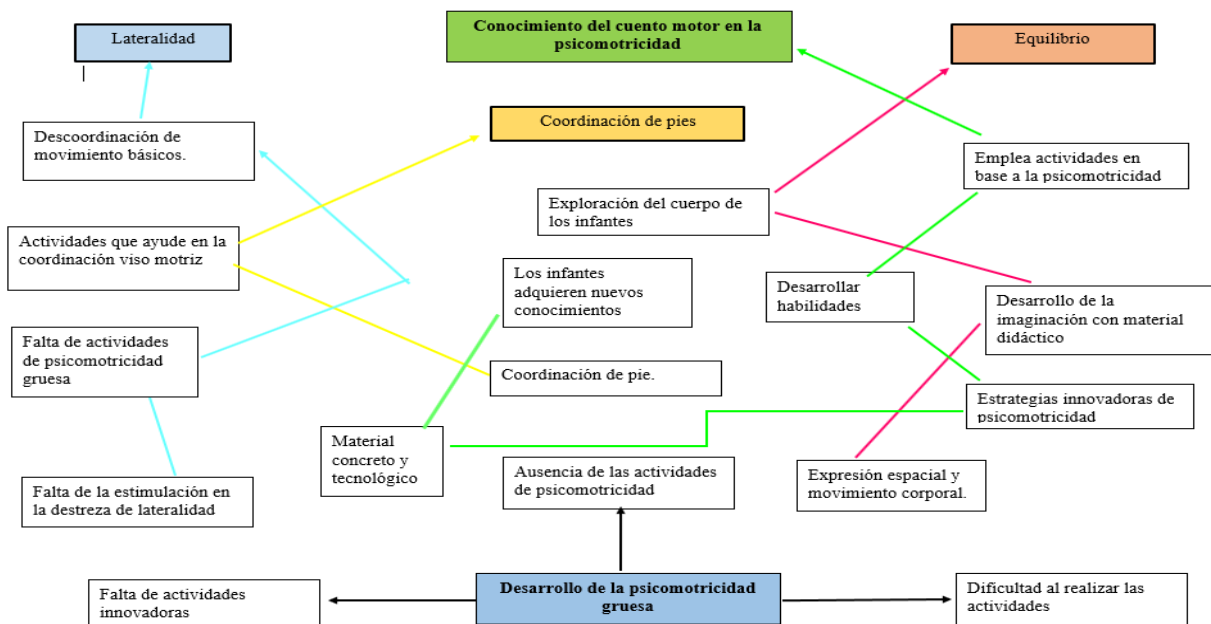 Lateralidad
Conocimiento del cuento motor en la
psicomotricidad
Equilibrio
Descoordinación de
movimiento básicos.
Coordinación de pies
Emplea actividades en
base a la psicomotricidad
Exploración del cuerpo de
los infantes
Actividades que ayude en la
coordinación viso motriz
Los infantes
adquieren nuevos
conocimientos
Desarrollar
habilidades
Desarrollo de la
imaginación con material
didáctico
Falta de actividades
de psicomotricidad
gruesa
Coordinación de pie.
Estrategias innovadoras de
psicomotricidad
Material
concreto y
tecnológico
Ausencia de las actividades
de psicomotricidad
Expresión espacial y
movimiento corporal.
Falta de la estimulación en
la destreza de lateralidad
Falta de actividades
innovadoras
Desarrollo de la psicomotricidad
gruesa
Dificultad al realizar las
actividades